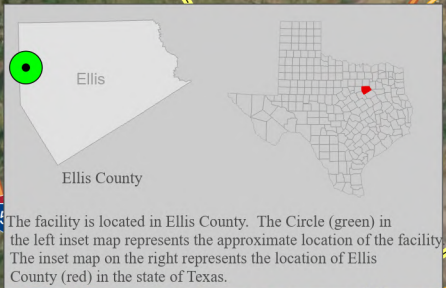 Ellis
Ellis County
The facility is located in Ellis County. The Circle (green) in
the left inset map represents the approximate location of the facility
The inset map on the right represents the location of Ellis
County (red) in the state of Texas.